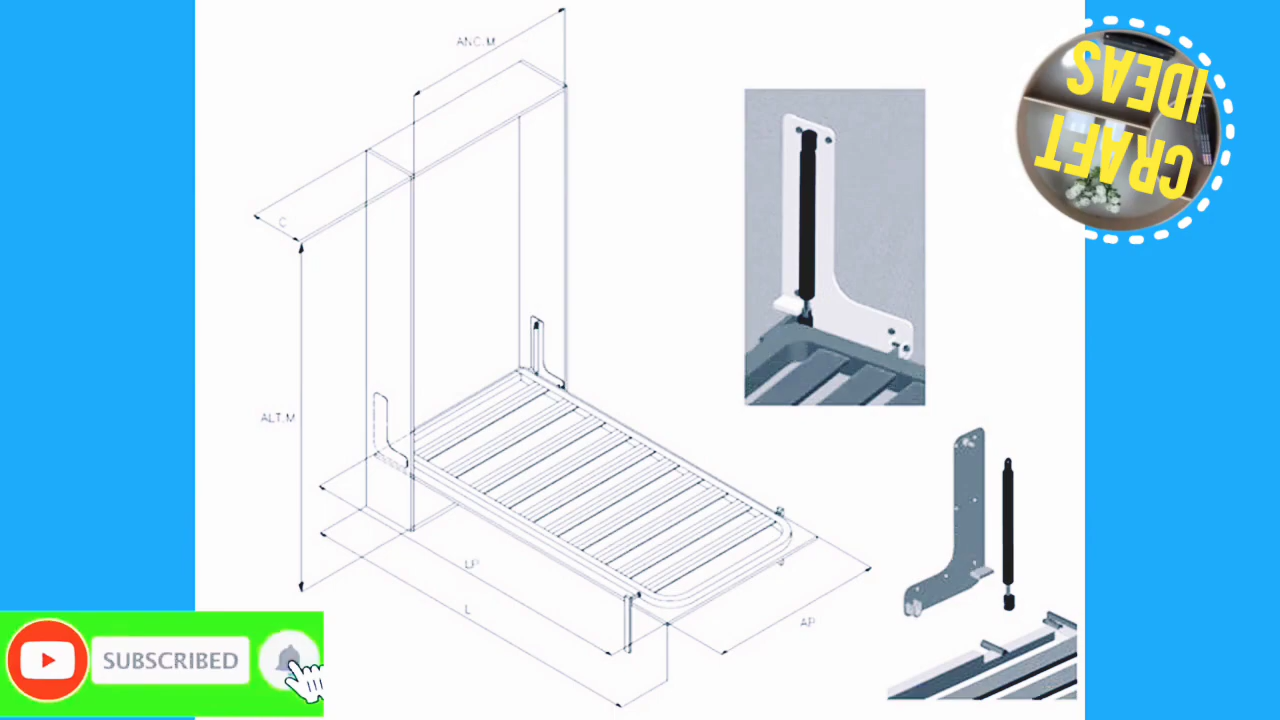 ANC.M
C
ALT.M
LP
L
AP
CRAFT
IDEAS
SUBSCRIBED